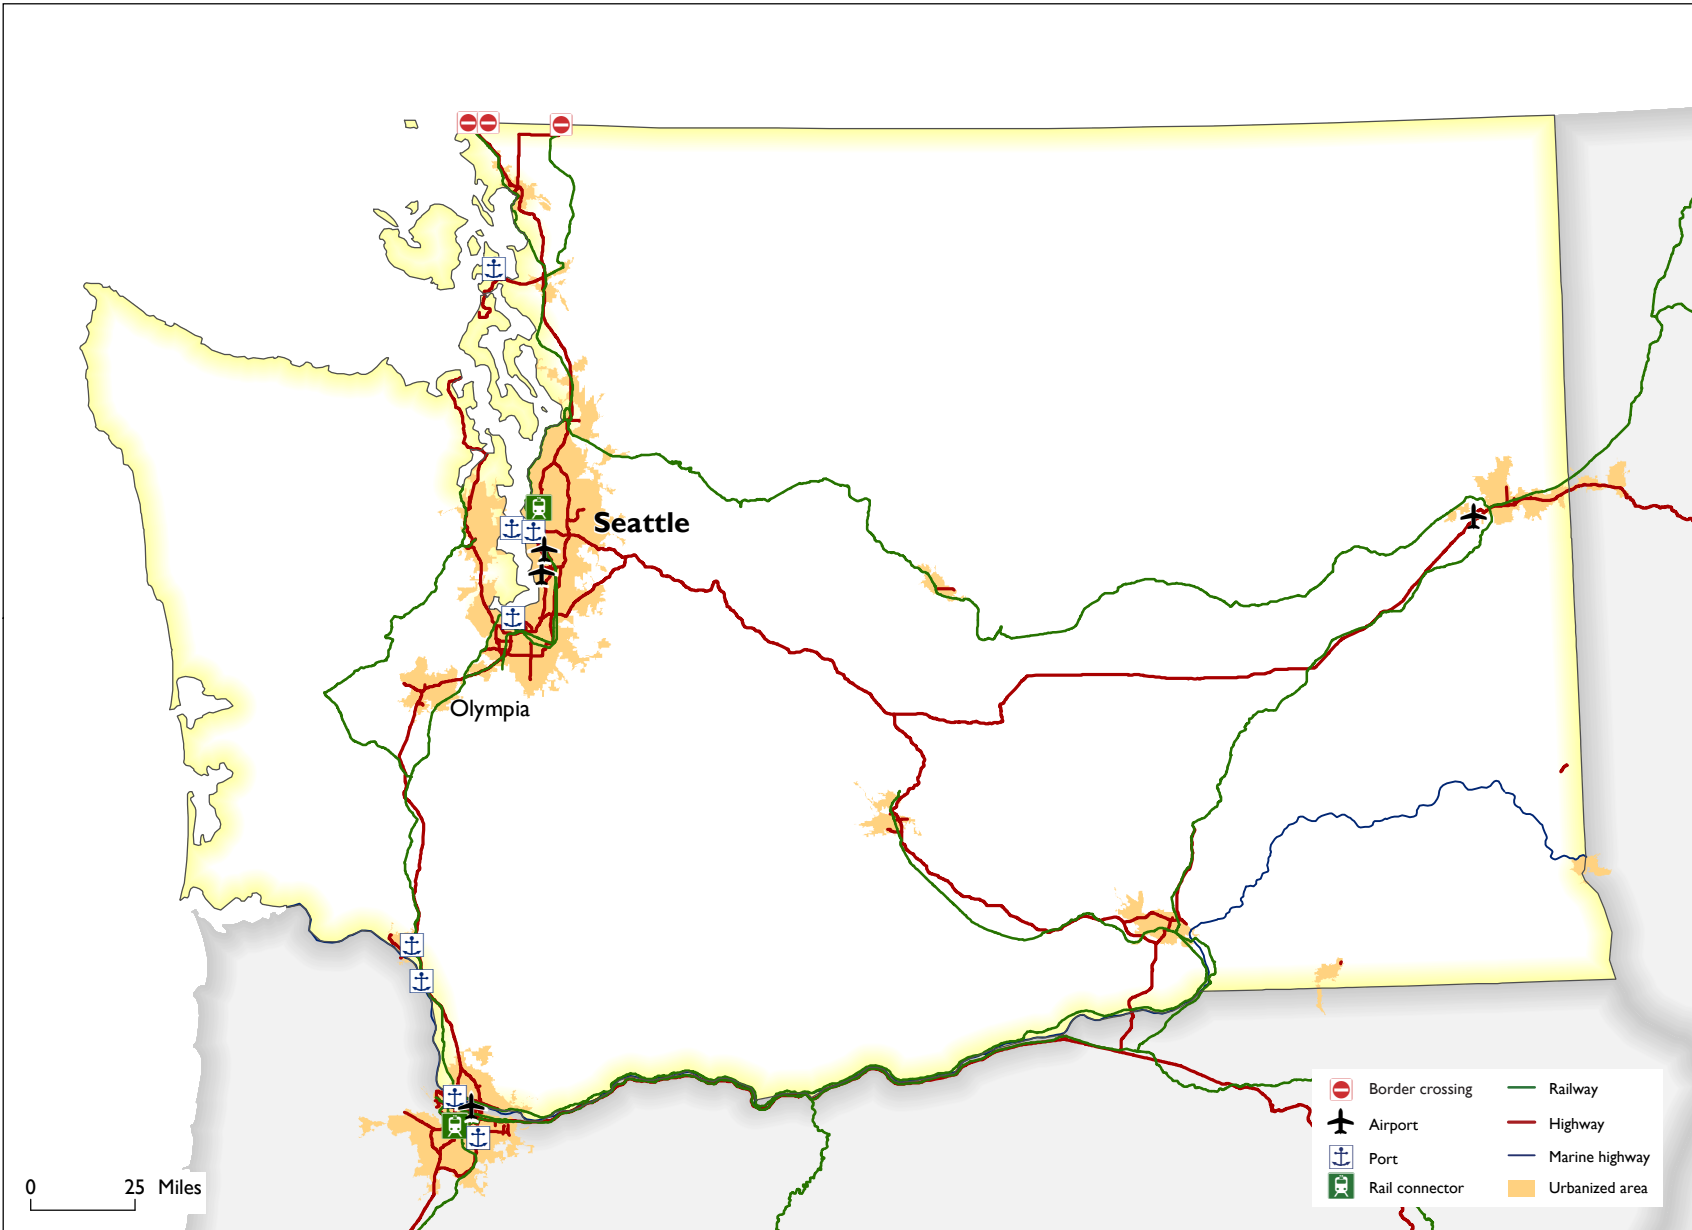 Seattle
Olympia
0 25 Miles
Border crossing
Airport
Port
Rail connector
Railway
Highway
Marine highway
Urbanized area